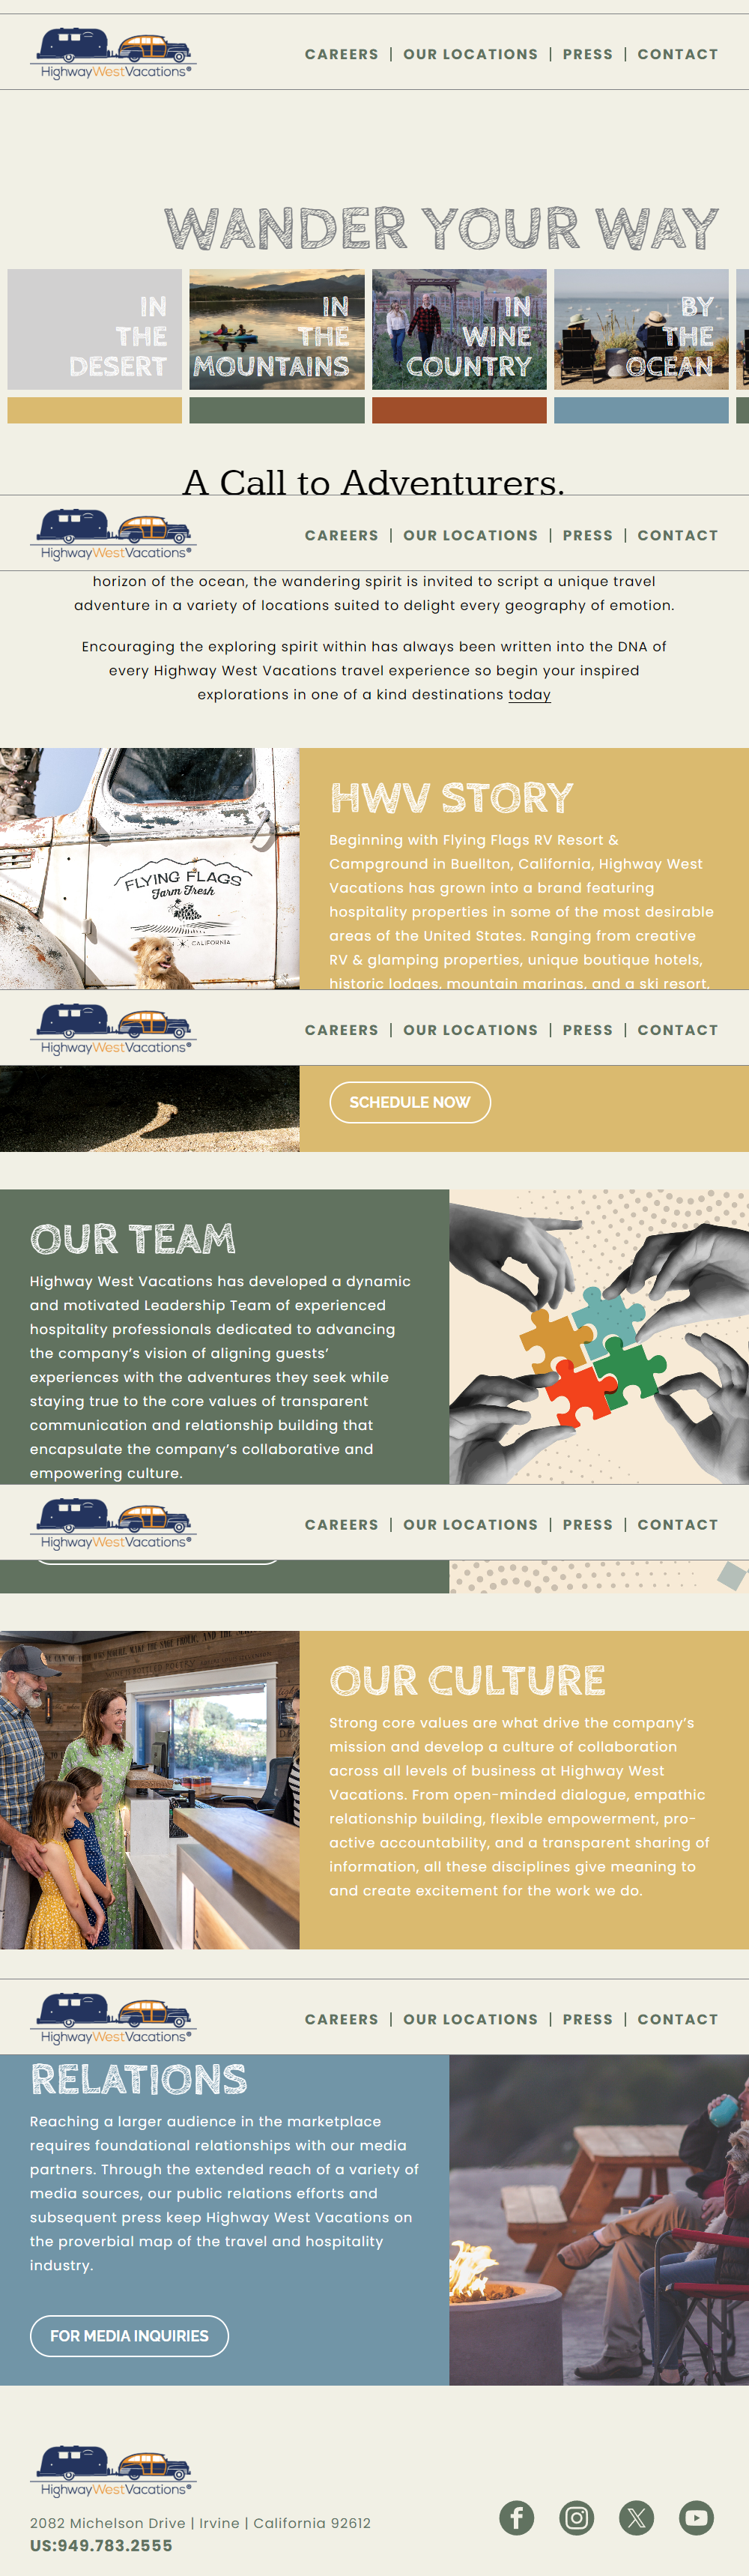 HighwayWestVacations®
CAREERS | OUR LOCATIONS | PRESS | CONTACT
WANDER YOUR WAY
IN
THE
DESERT
IN
THE
MOUNTAINS
IN
WINE
COUNTRY
BY
THE
OCEAN
A Call to Adventurers.
HighwayWestVacations®
CAREERS | OUR LOCATIONS | PRESS | CONTACT
horizon of the ocean, the wandering spirit is invited to script a unique travel
adventure in a variety of locations suited to delight every geography of emotion.
Encouraging the exploring spirit within has always been written into the DNA of
every Highway West Vacations travel experience so begin your inspired
explorations in one of a kind destinations today
FLYING FLAGS
Farm Fresh
CALIFORNIA
HWV STORY
Beginning with Flying Flags RV Resort &
Campground in Buellton, California, Highway West
Vacations has grown into a brand featuring
hospitality properties in some of the most desirable
areas of the United States. Ranging from creative
RV & glamping properties, unique boutique hotels,
historic lodges, mountain marinas, and a ski resort,
HighwayWestVacations®
CAREERS | OUR LOCATIONS | PRESS | CONTACT
SCHEDULE NOW
OUR TEAM
Highway West Vacations has developed a dynamic
and motivated Leadership Team of experienced
hospitality professionals dedicated to advancing
the company’s vision of aligning guests’
experiences with the adventures they seek while
staying true to the core values of transparent
communication and relationship building that
encapsulate the company’s collaborative and
empowering culture.
HighwayWestVacations®
CAREERS | OUR LOCATIONS | PRESS | CONTACT
OUR CULTURE
Strong core values are what drive the company’s
mission and develop a culture of collaboration
across all levels of business at Highway West
Vacations. From open-minded dialogue, empathic
relationship building, flexible empowerment, pro-
active accountability, and a transparent sharing of
information, all these disciplines give meaning to
and create excitement for the work we do.
HighwayWestVacations®
CAREERS | OUR LOCATIONS | PRESS | CONTACT
RELATIONS
Reaching a larger audience in the marketplace
requires foundational relationships with our media
partners. Through the extended reach of a variety of
media sources, our public relations efforts and
subsequent press keep Highway West Vacations on
the proverbial map of the travel and hospitality
industry.
FOR MEDIA INQUIRIES
HighwayWestVacations®
2082 Michelson Drive | Irvine | California 92612
US:949.783.2555